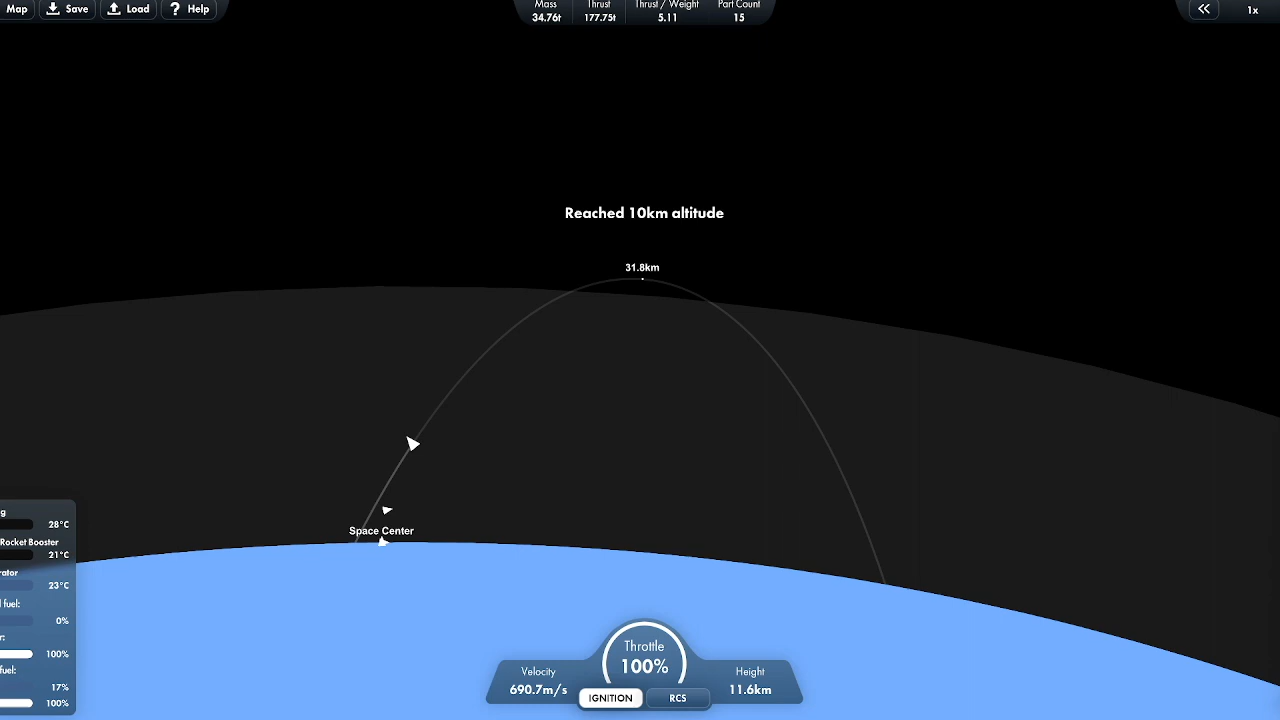 Map Save Load Help
Mass Thrust Thrust / Weight Part Count
34.76t 177.75t 5.11 15
1x
Reached 10km altitude
31.8km
Space Center
g
28°C
Rocket Booster
21°C
rator
23°C
l fuel:
0%
r:
100%
fuel:
17%
100%
Throttle
100%
Velocity
690.7m/s
IGNITION
RCS
Height
11.6km